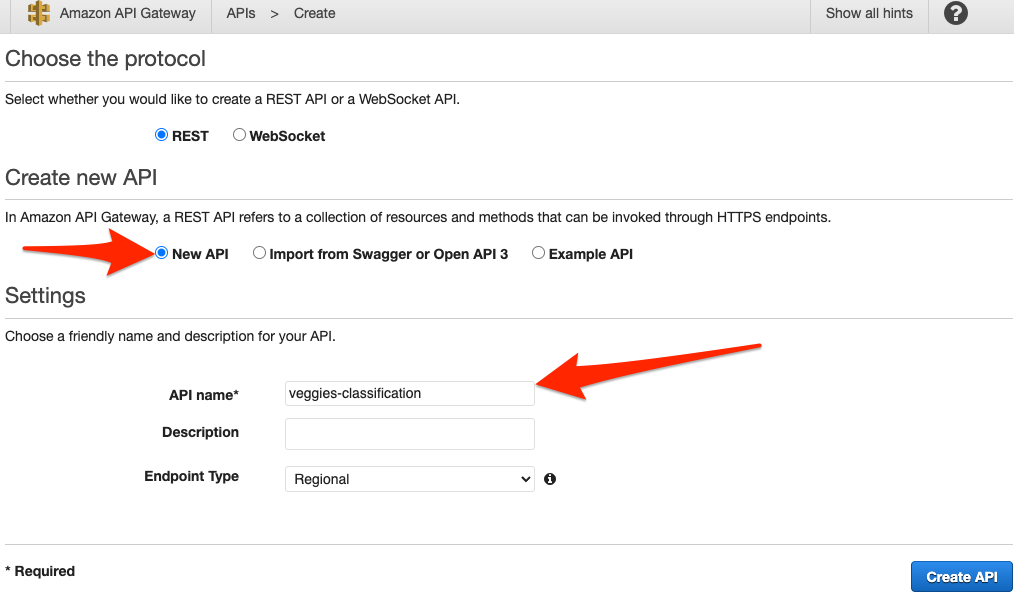 Amazon API Gateway APIs > Create Show all hints ?
Choose the protocol
Select whether you would like to create a REST API or a WebSocket API.
REST WebSocket
Create new API
In Amazon API Gateway, a REST API refers to a collection of resources and methods that can be invoked through HTTPS endpoints.
New API Import from Swagger or Open API 3 Example API
Settings
Choose a friendly name and description for your API.
API name* veggies-classification
Description
Endpoint Type Regional i
* Required
Create API